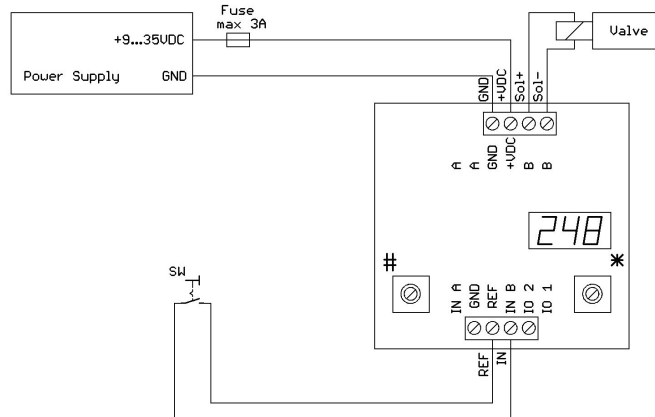 Fuse
max 3A
+9...35VDC
Power Supply GND
Valve
GND
+VDC
Sol+
Sol-
A
A
GND
+VDC
B
B
248
# *
SW
IN A
GND
REF
IN B
IO 2
IO 1
REF
IN